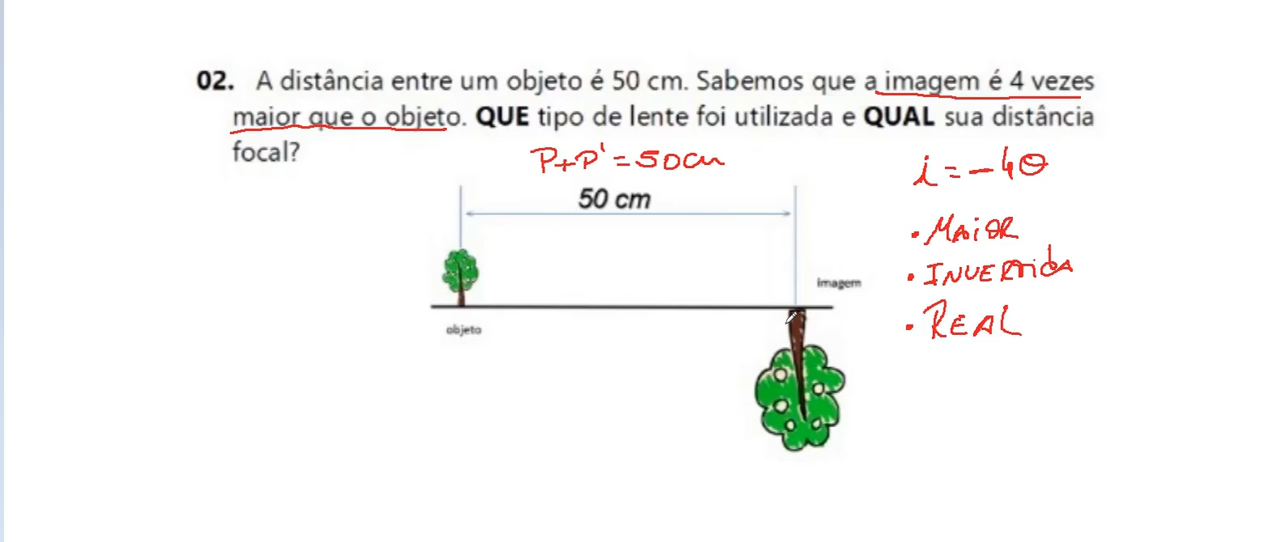 02. A distância entre um objeto é 50 cm. Sabemos que a imagem é 4 vezes
maior que o objeto. QUE tipo de lente foi utilizada e QUAL sua distância
focal?
P+P' = 50cm
i = -4o
50 cm
• MAiOR
• INVERTIDA
imagem
• REAL
objeto